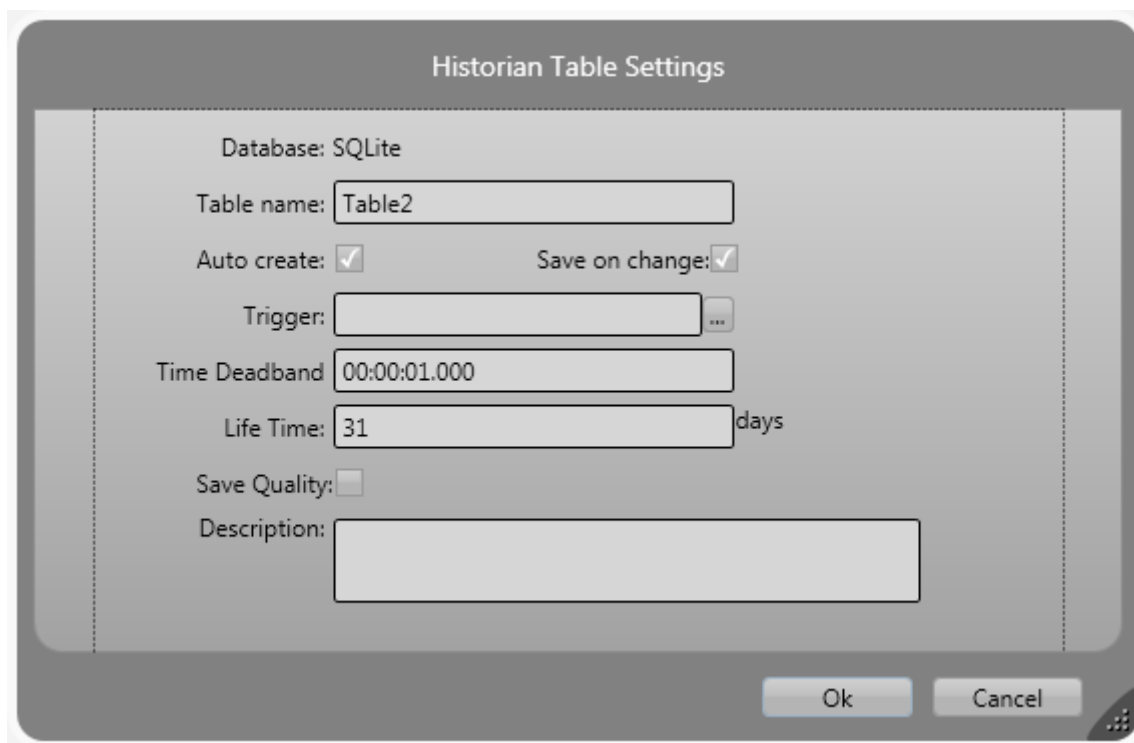 Historian Table Settings
Database: SQLite
Table name: Table2
Auto create: Save on change:
Trigger: ...
Time Deadband 00:00:01.000
Life Time: 31 days
Save Quality:
Description:
Ok Cancel